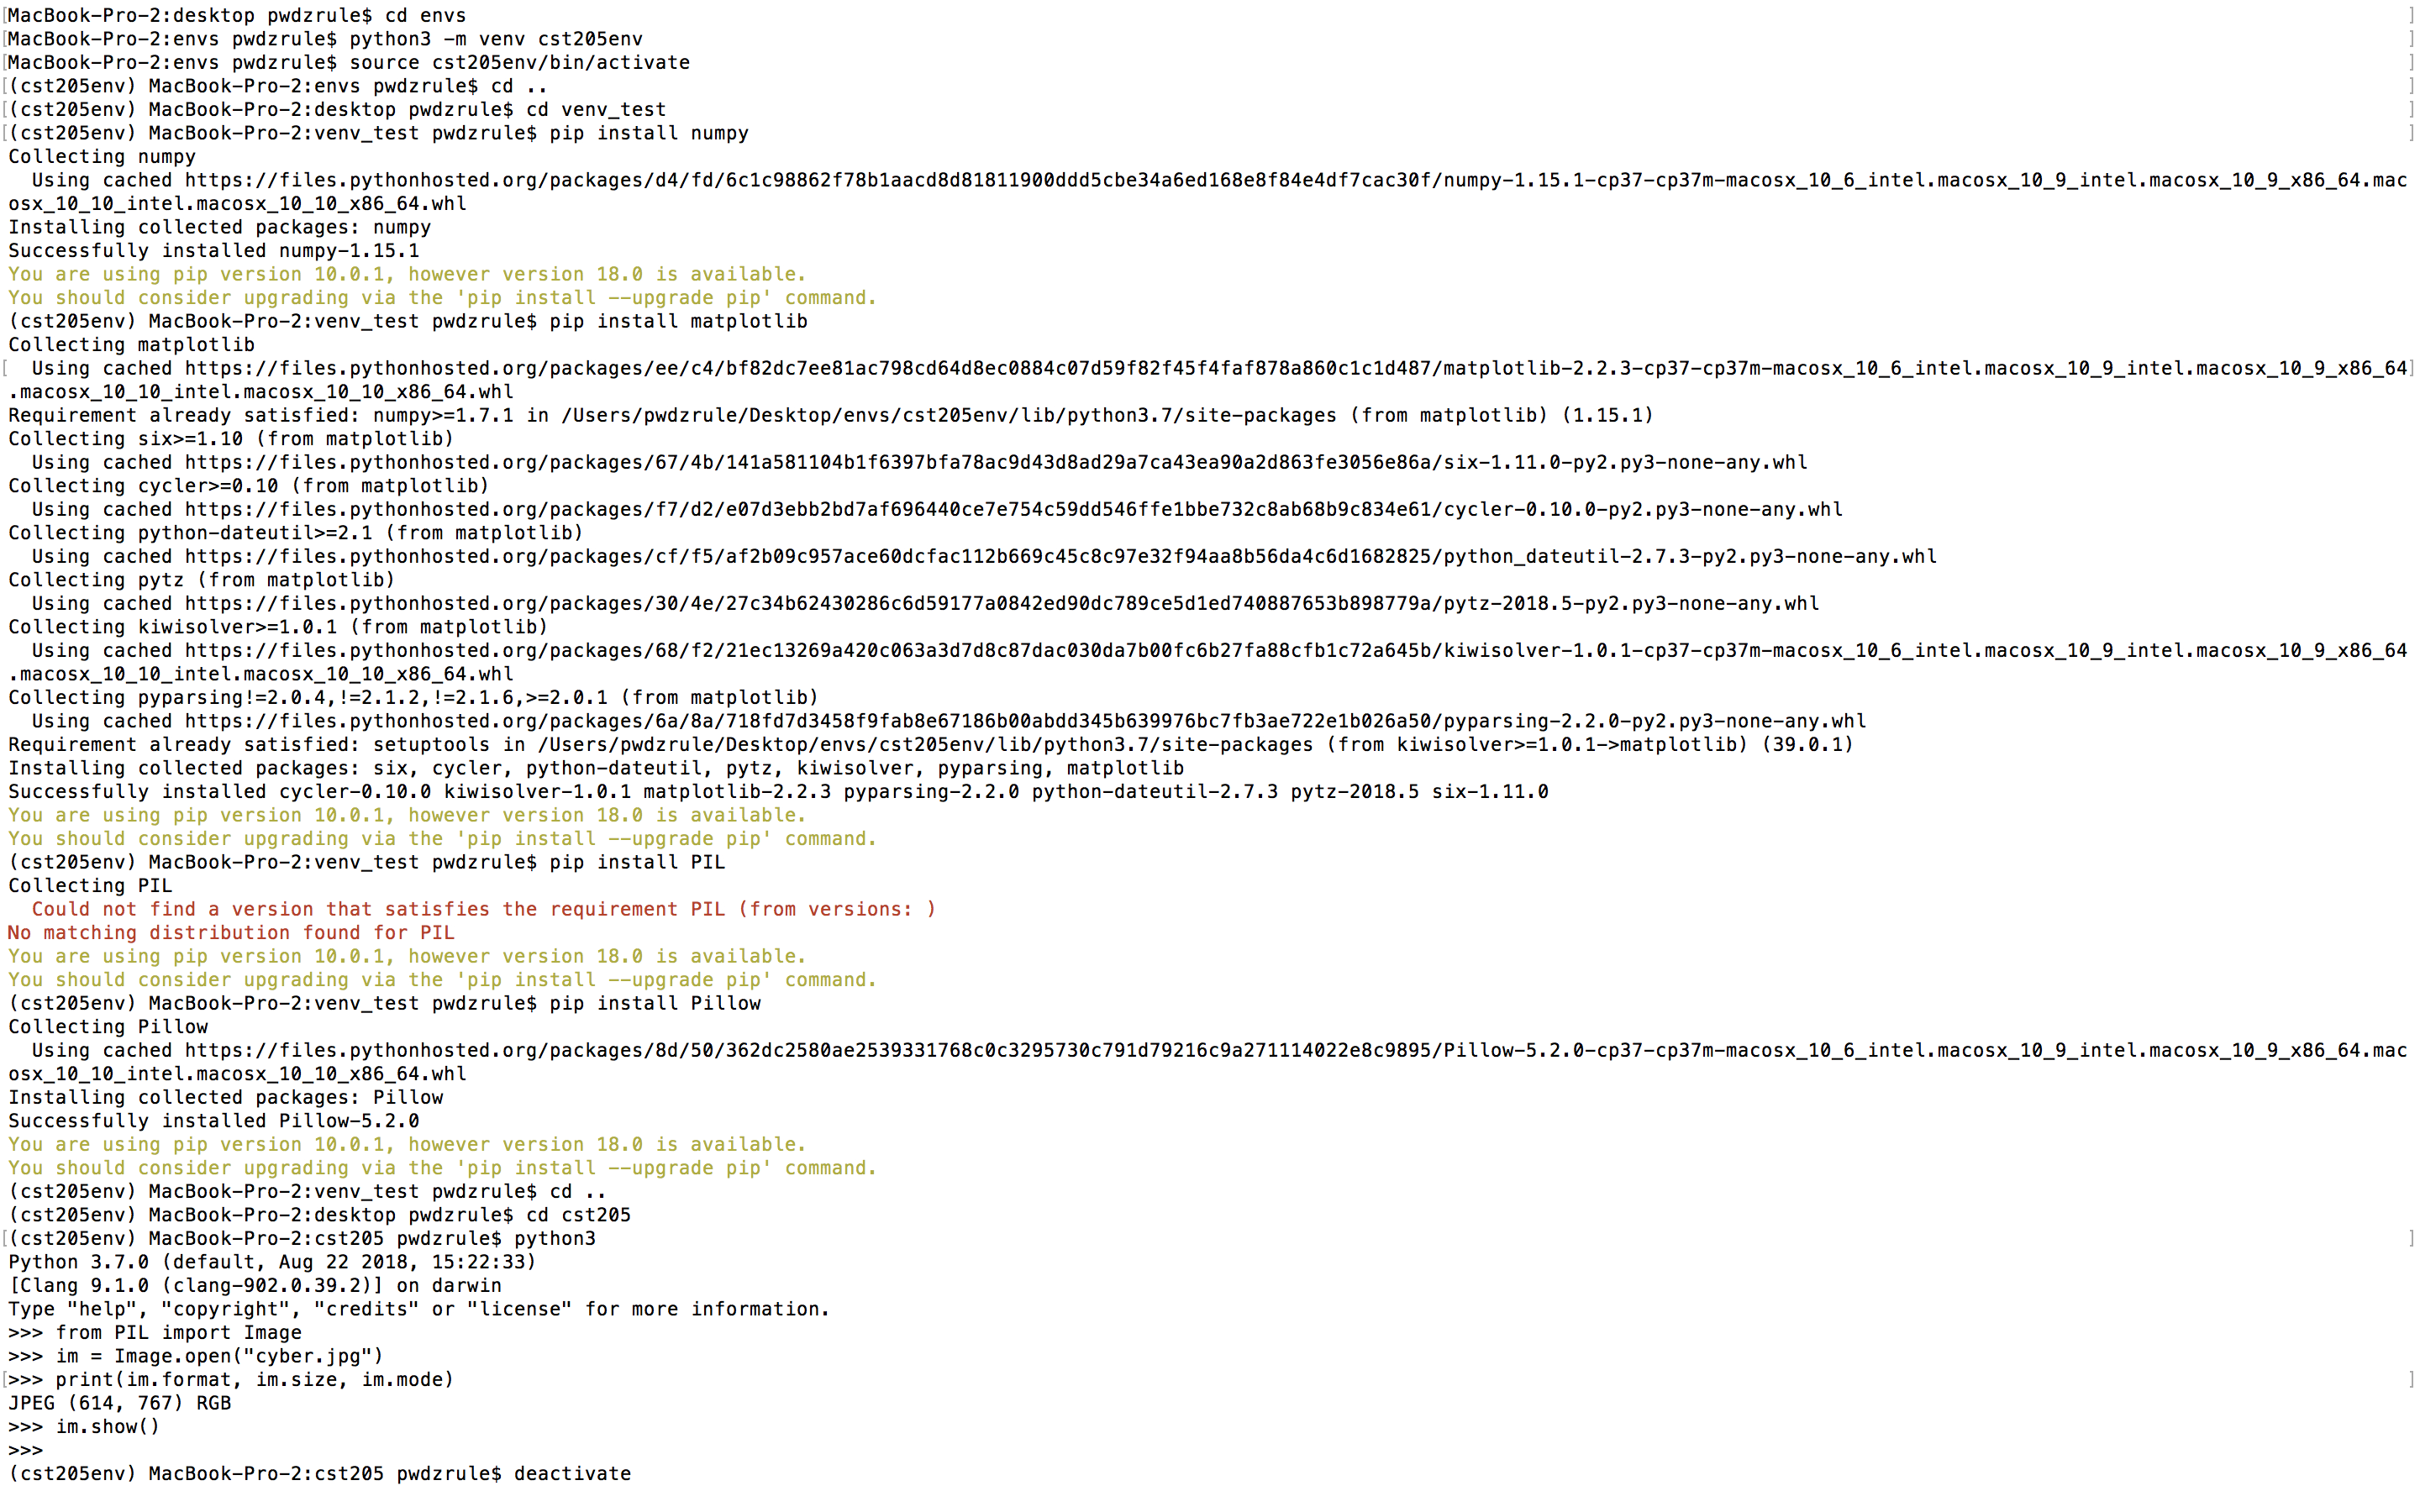 [MacBook-Pro-2:desktop pwdzrule$ cd envs ]
[MacBook-Pro-2:envs pwdzrule$ python3 -m venv cst205env ]
[MacBook-Pro-2:envs pwdzrule$ source cst205env/bin/activate ]
[(cst205env) MacBook-Pro-2:envs pwdzrule$ cd .. ]
[(cst205env) MacBook-Pro-2:desktop pwdzrule$ cd venv_test ]
[(cst205env) MacBook-Pro-2:venv_test pwdzrule$ pip install numpy ]
Collecting numpy
  Using cached https://files.pythonhosted.org/packages/d4/fd/6c1c98862f78b1aacd8d81811900ddd5cbe34a6ed168e8f84e4df7cac30f/numpy-1.15.1-cp37-cp37m-macosx_10_6_intel.macosx_10_9_intel.macosx_10_9_x86_64.mac
osx_10_10_intel.macosx_10_10_x86_64.whl
Installing collected packages: numpy
Successfully installed numpy-1.15.1
You are using pip version 10.0.1, however version 18.0 is available.
You should consider upgrading via the 'pip install --upgrade pip' command.
(cst205env) MacBook-Pro-2:venv_test pwdzrule$ pip install matplotlib
Collecting matplotlib
[  Using cached https://files.pythonhosted.org/packages/ee/c4/bf82dc7ee81ac798cd64d8ec0884c07d59f82f45f4faf878a860c1c1d487/matplotlib-2.2.3-cp37-cp37m-macosx_10_6_intel.macosx_10_9_intel.macosx_10_9_x86_64]
.macosx_10_10_intel.macosx_10_10_x86_64.whl
Requirement already satisfied: numpy>=1.7.1 in /Users/pwdzrule/Desktop/envs/cst205env/lib/python3.7/site-packages (from matplotlib) (1.15.1)
Collecting six>=1.10 (from matplotlib)
  Using cached https://files.pythonhosted.org/packages/67/4b/141a581104b1f6397bfa78ac9d43d8ad29a7ca43ea90a2d863fe3056e86a/six-1.11.0-py2.py3-none-any.whl
Collecting cycler>=0.10 (from matplotlib)
  Using cached https://files.pythonhosted.org/packages/f7/d2/e07d3ebb2bd7af696440ce7e754c59dd546ffe1bbe732c8ab68b9c834e61/cycler-0.10.0-py2.py3-none-any.whl
Collecting python-dateutil>=2.1 (from matplotlib)
  Using cached https://files.pythonhosted.org/packages/cf/f5/af2b09c957ace60dcfac112b669c45c8c97e32f94aa8b56da4c6d1682825/python_dateutil-2.7.3-py2.py3-none-any.whl
Collecting pytz (from matplotlib)
  Using cached https://files.pythonhosted.org/packages/30/4e/27c34b62430286c6d59177a0842ed90dc789ce5d1ed740887653b898779a/pytz-2018.5-py2.py3-none-any.whl
Collecting kiwisolver>=1.0.1 (from matplotlib)
  Using cached https://files.pythonhosted.org/packages/68/f2/21ec13269a420c063a3d7d8c87dac030da7b00fc6b27fa88cfb1c72a645b/kiwisolver-1.0.1-cp37-cp37m-macosx_10_6_intel.macosx_10_9_intel.macosx_10_9_x86_64
.macosx_10_10_intel.macosx_10_10_x86_64.whl
Collecting pyparsing!=2.0.4,!=2.1.2,!=2.1.6,>=2.0.1 (from matplotlib)
  Using cached https://files.pythonhosted.org/packages/6a/8a/718fd7d3458f9fab8e67186b00abdd345b639976bc7fb3ae722e1b026a50/pyparsing-2.2.0-py2.py3-none-any.whl
Requirement already satisfied: setuptools in /Users/pwdzrule/Desktop/envs/cst205env/lib/python3.7/site-packages (from kiwisolver>=1.0.1->matplotlib) (39.0.1)
Installing collected packages: six, cycler, python-dateutil, pytz, kiwisolver, pyparsing, matplotlib
Successfully installed cycler-0.10.0 kiwisolver-1.0.1 matplotlib-2.2.3 pyparsing-2.2.0 python-dateutil-2.7.3 pytz-2018.5 six-1.11.0
You are using pip version 10.0.1, however version 18.0 is available.
You should consider upgrading via the 'pip install --upgrade pip' command.
(cst205env) MacBook-Pro-2:venv_test pwdzrule$ pip install PIL
Collecting PIL
  Could not find a version that satisfies the requirement PIL (from versions: )
No matching distribution found for PIL
You are using pip version 10.0.1, however version 18.0 is available.
You should consider upgrading via the 'pip install --upgrade pip' command.
(cst205env) MacBook-Pro-2:venv_test pwdzrule$ pip install Pillow
Collecting Pillow
  Using cached https://files.pythonhosted.org/packages/8d/50/362dc2580ae2539331768c0c3295730c791d79216c9a271114022e8c9895/Pillow-5.2.0-cp37-cp37m-macosx_10_6_intel.macosx_10_9_intel.macosx_10_9_x86_64.mac
osx_10_10_intel.macosx_10_10_x86_64.whl
Installing collected packages: Pillow
Successfully installed Pillow-5.2.0
You are using pip version 10.0.1, however version 18.0 is available.
You should consider upgrading via the 'pip install --upgrade pip' command.
(cst205env) MacBook-Pro-2:venv_test pwdzrule$ cd ..
(cst205env) MacBook-Pro-2:desktop pwdzrule$ cd cst205
[(cst205env) MacBook-Pro-2:cst205 pwdzrule$ python3 ]
Python 3.7.0 (default, Aug 22 2018, 15:22:33)
[Clang 9.1.0 (clang-902.0.39.2)] on darwin
Type "help", "copyright", "credits" or "license" for more information.
>>> from PIL import Image
>>> im = Image.open("cyber.jpg")
[>>> print(im.format, im.size, im.mode) ]
JPEG (614, 767) RGB
>>> im.show()
>>>
(cst205env) MacBook-Pro-2:cst205 pwdzrule$ deactivate